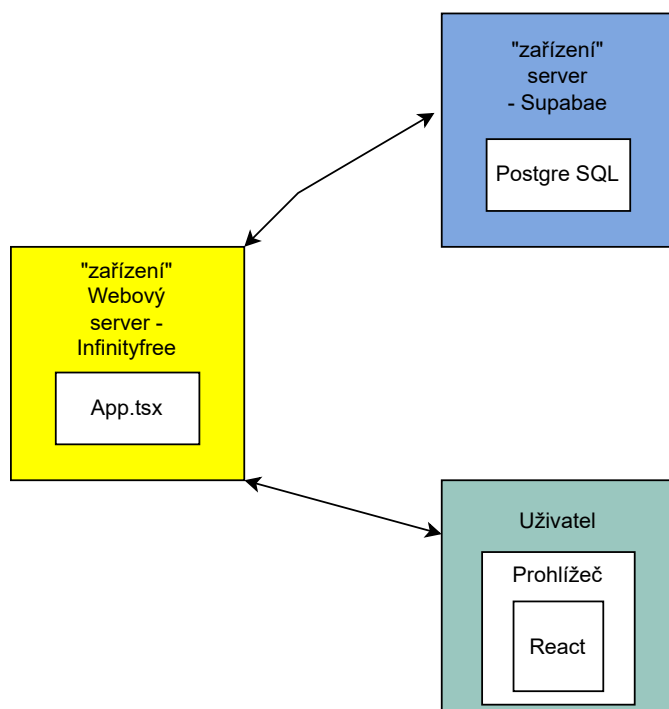 "zařízení"
server
- Supabae
Postgre SQL
"zařízení"
Webový
server -
Infinityfree
App.tsx
Uživatel
Prohlížeč
React